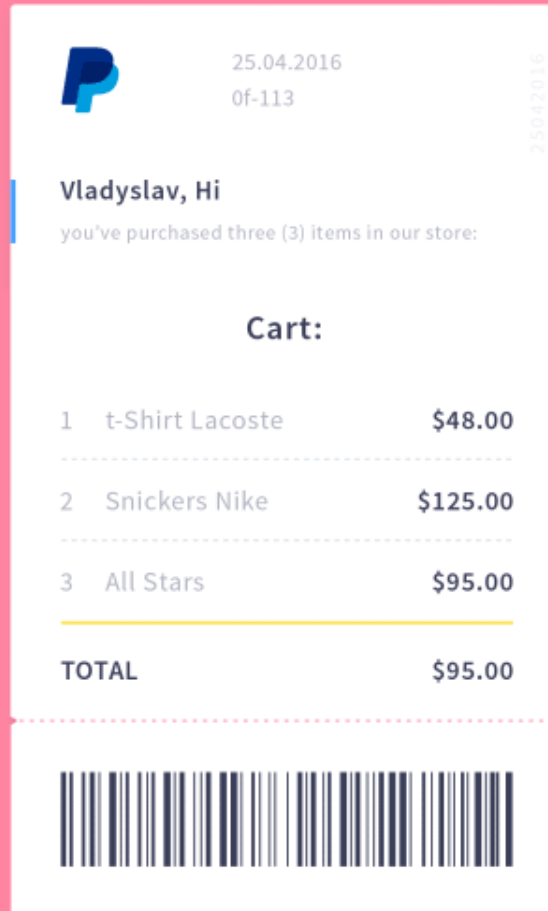 25.04.2016
0f-113
25042016
Vladyslav, Hi
you've purchased three (3) items in our store:
Cart:
1 t-Shirt Lacoste $48.00
2 Snickers Nike $125.00
3 All Stars $95.00
TOTAL $95.00